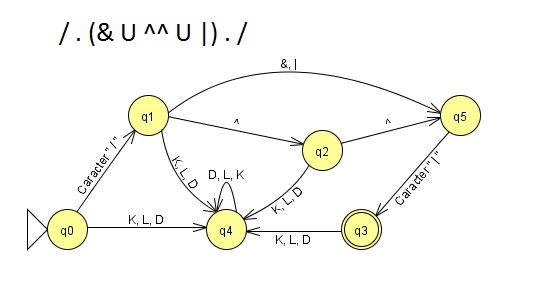 / . (& U ^^ U |) . /
&, |
q1
q5
^
^
q2
Caracter "/"
K, L, D
D, L, K
K, L, D
Caracter "/"
q0
K, L, D
q4
K, L, D
q3